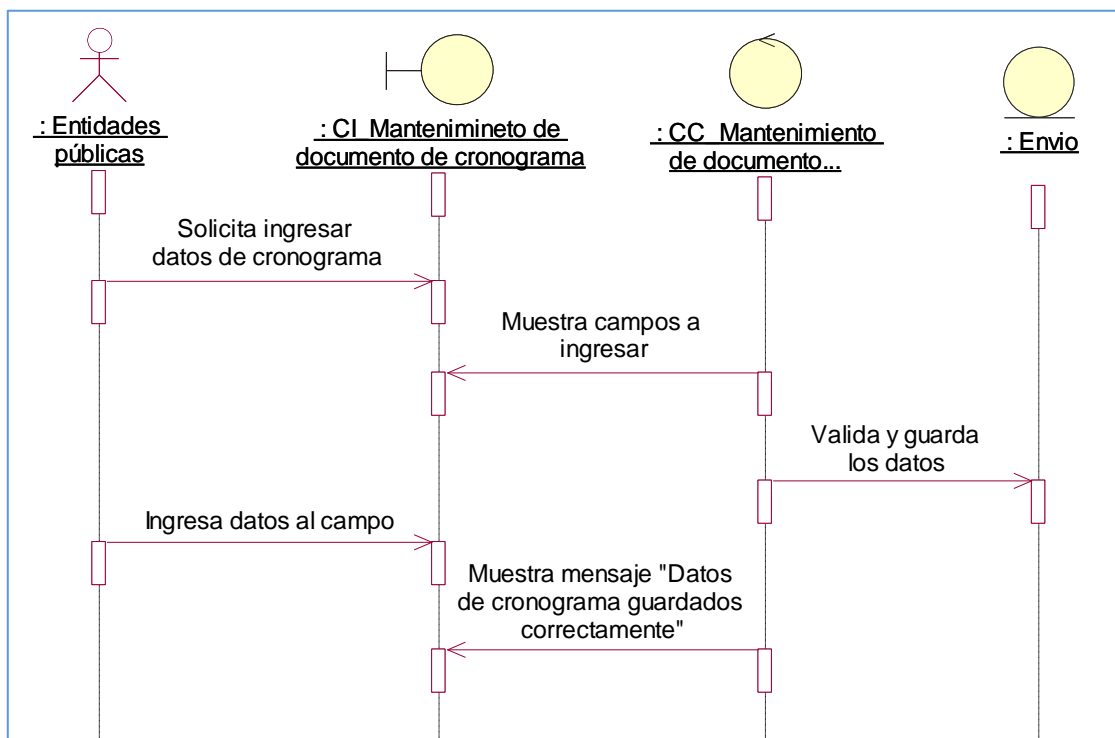 : Entidades
públicas
: CI_Mantenimineto de
documento de cronograma
: CC_Mantenimiento
de documento...
: Envio
Solicita ingresar
datos de cronograma
Muestra campos a
ingresar
Valida y guarda
los datos
Ingresa datos al campo
Muestra mensaje "Datos
de cronograma guardados
correctamente"